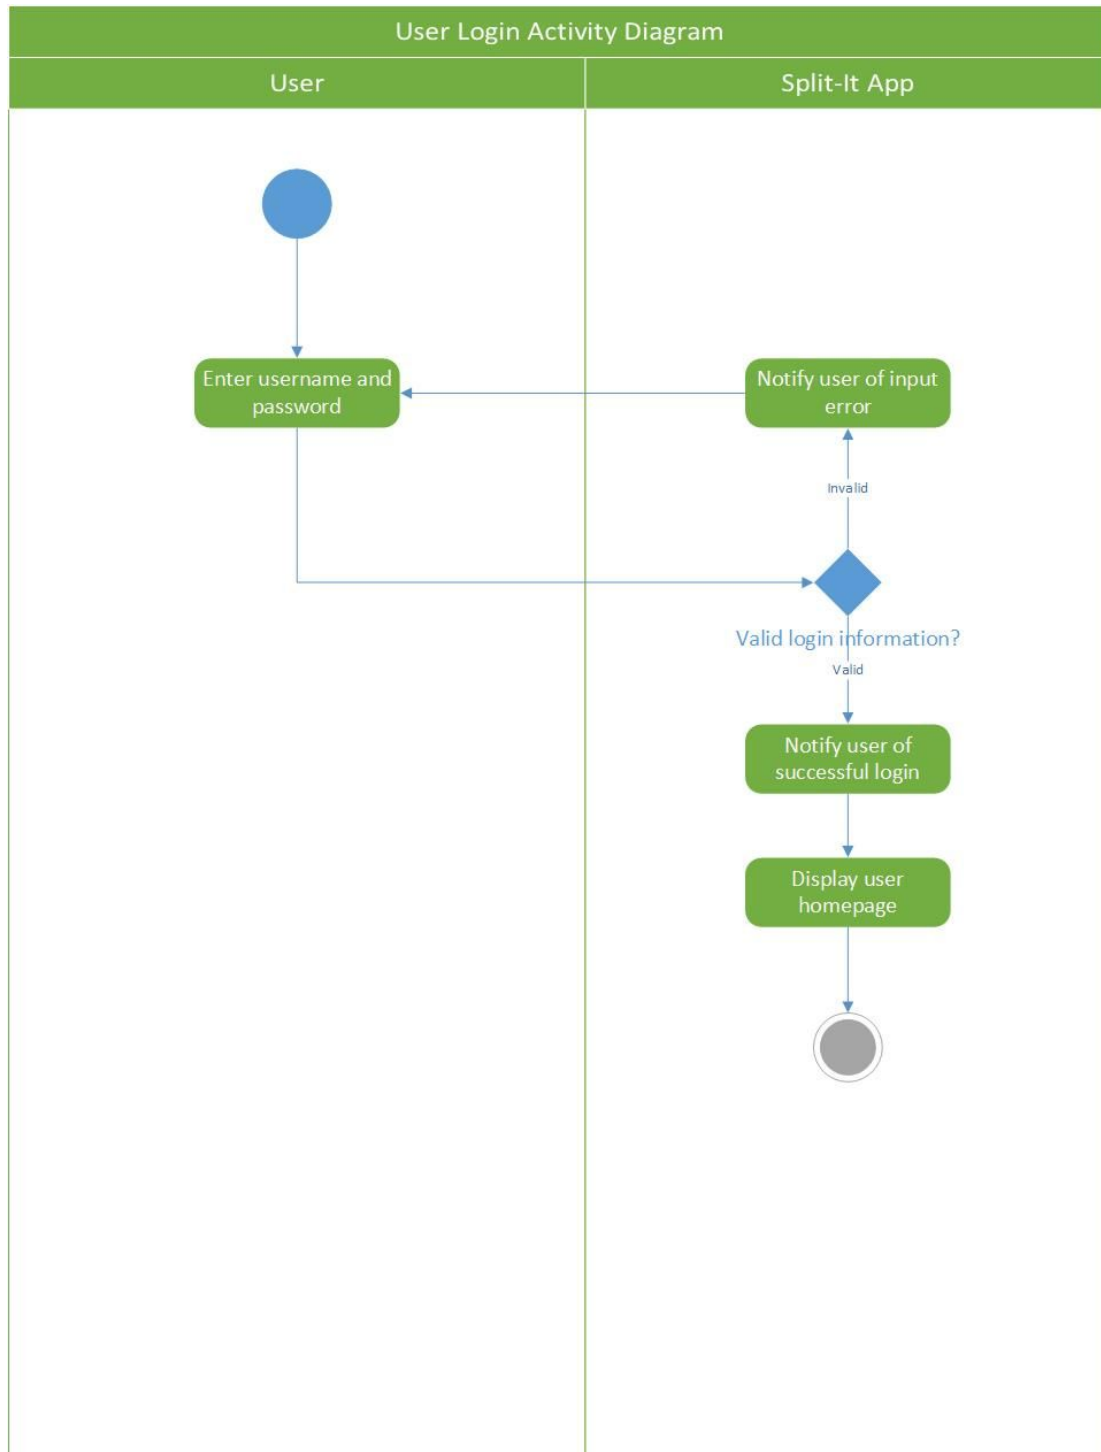 User Login Activity Diagram
User
Split-It App
Enter username and
password
Notify user of input
error
Invalid
Valid login information?
Valid
Notify user of
successful login
Display user
homepage